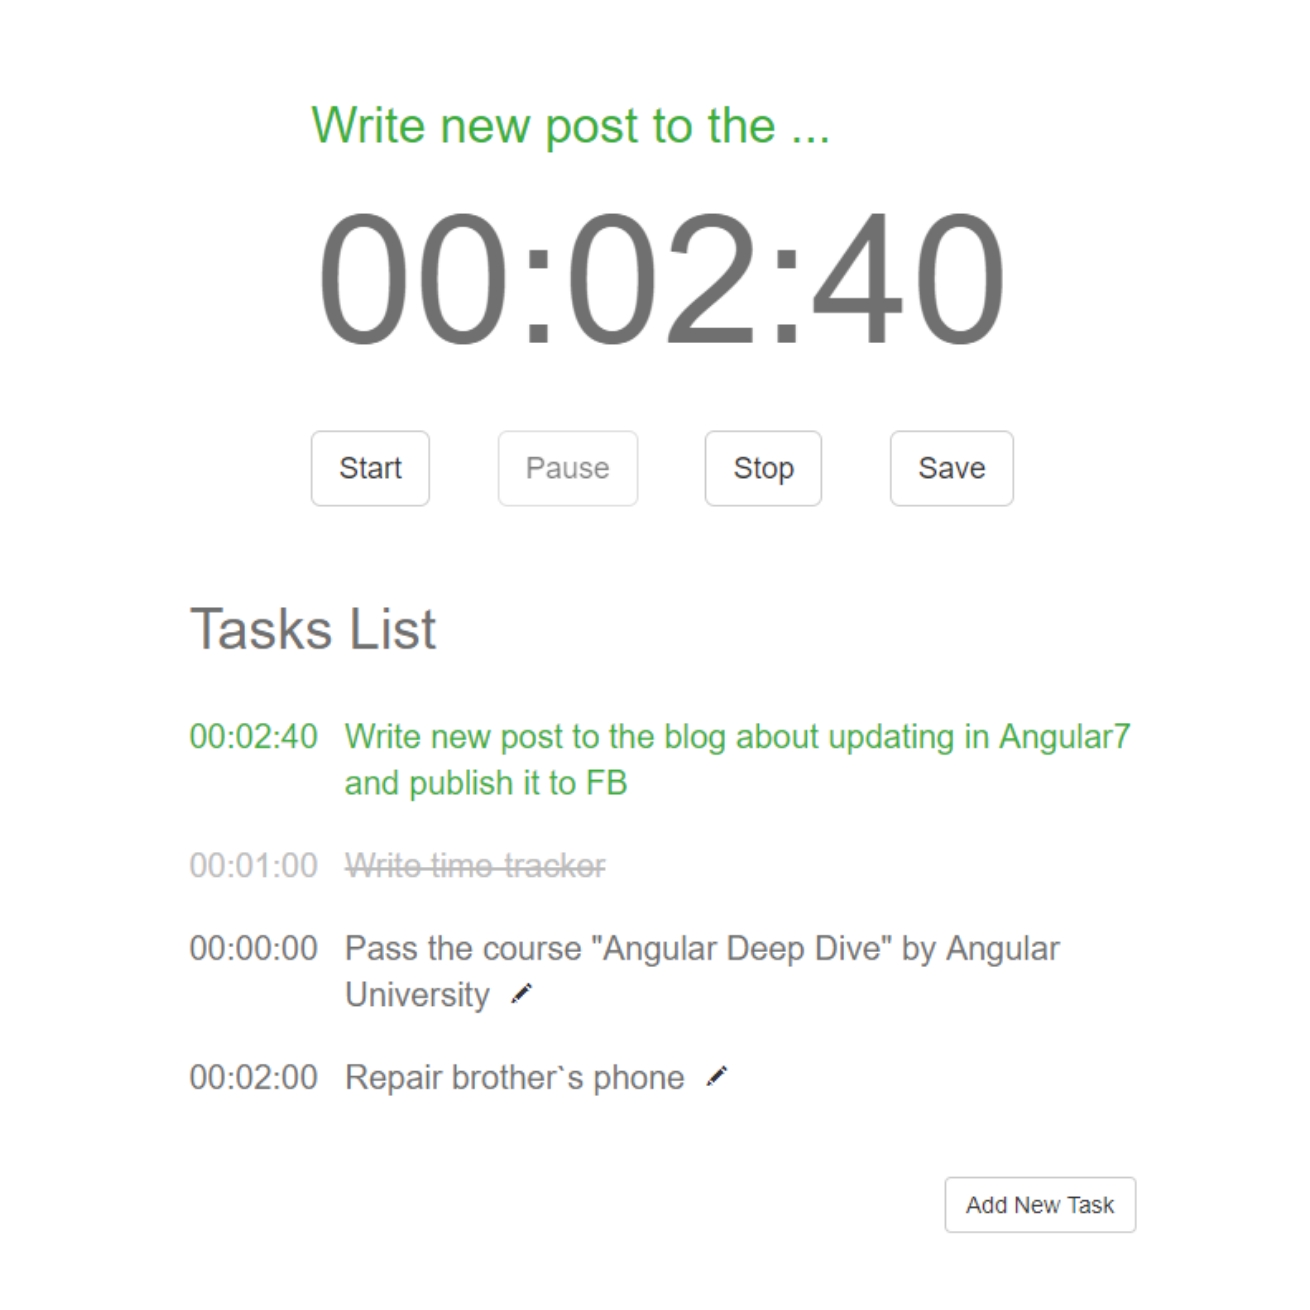 Write new post to the ...
00:02:40
Start Pause Stop Save
Tasks List
00:02:40 Write new post to the blog about updating in Angular7
and publish it to FB
00:01:00 Write time tracker
00:00:00 Pass the course "Angular Deep Dive" by Angular
University
00:02:00 Repair brother`s phone
Add New Task